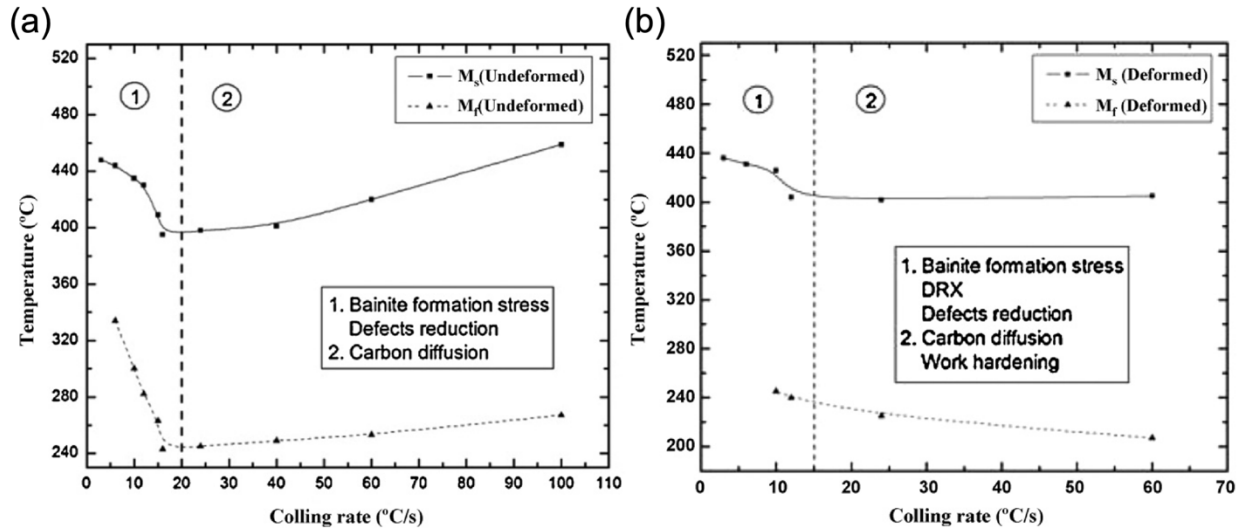 (a)
520
480
440
400
360
320
280
240
Temperature (°C)
0 10 20 30 40 50 60 70 80 90 100 110
Colling rate (°C/s)
1
2
Ms(Undeformed)
Mf(Undeformed)
1. Bainite formation stress
Defects reduction
2. Carbon diffusion
(b)
520
480
440
400
360
320
280
240
200
Temperature (°C)
0 10 20 30 40 50 60 70
Colling rate (°C/s)
1
2
Ms (Deformed)
Mf (Deformed)
1. Bainite formation stress
DRX
Defects reduction
2. Carbon diffusion
Work hardening